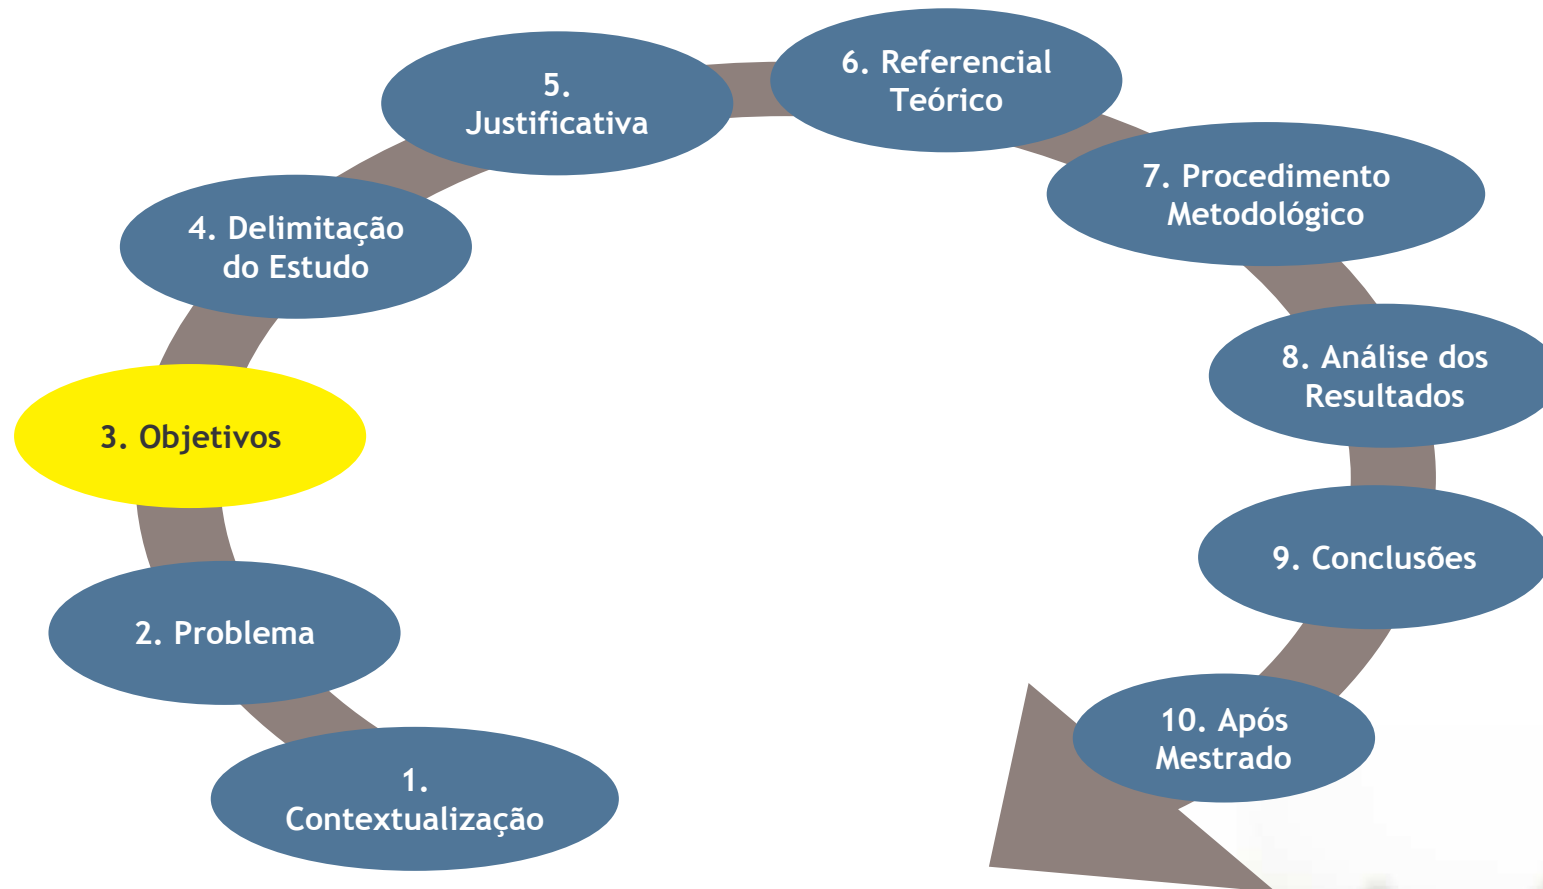 1.
Contextualização
2. Problema
3. Objetivos
4. Delimitação
do Estudo
5.
Justificativa
6. Referencial
Teórico
7. Procedimento
Metodológico
8. Análise dos
Resultados
9. Conclusões
10. Após
Mestrado